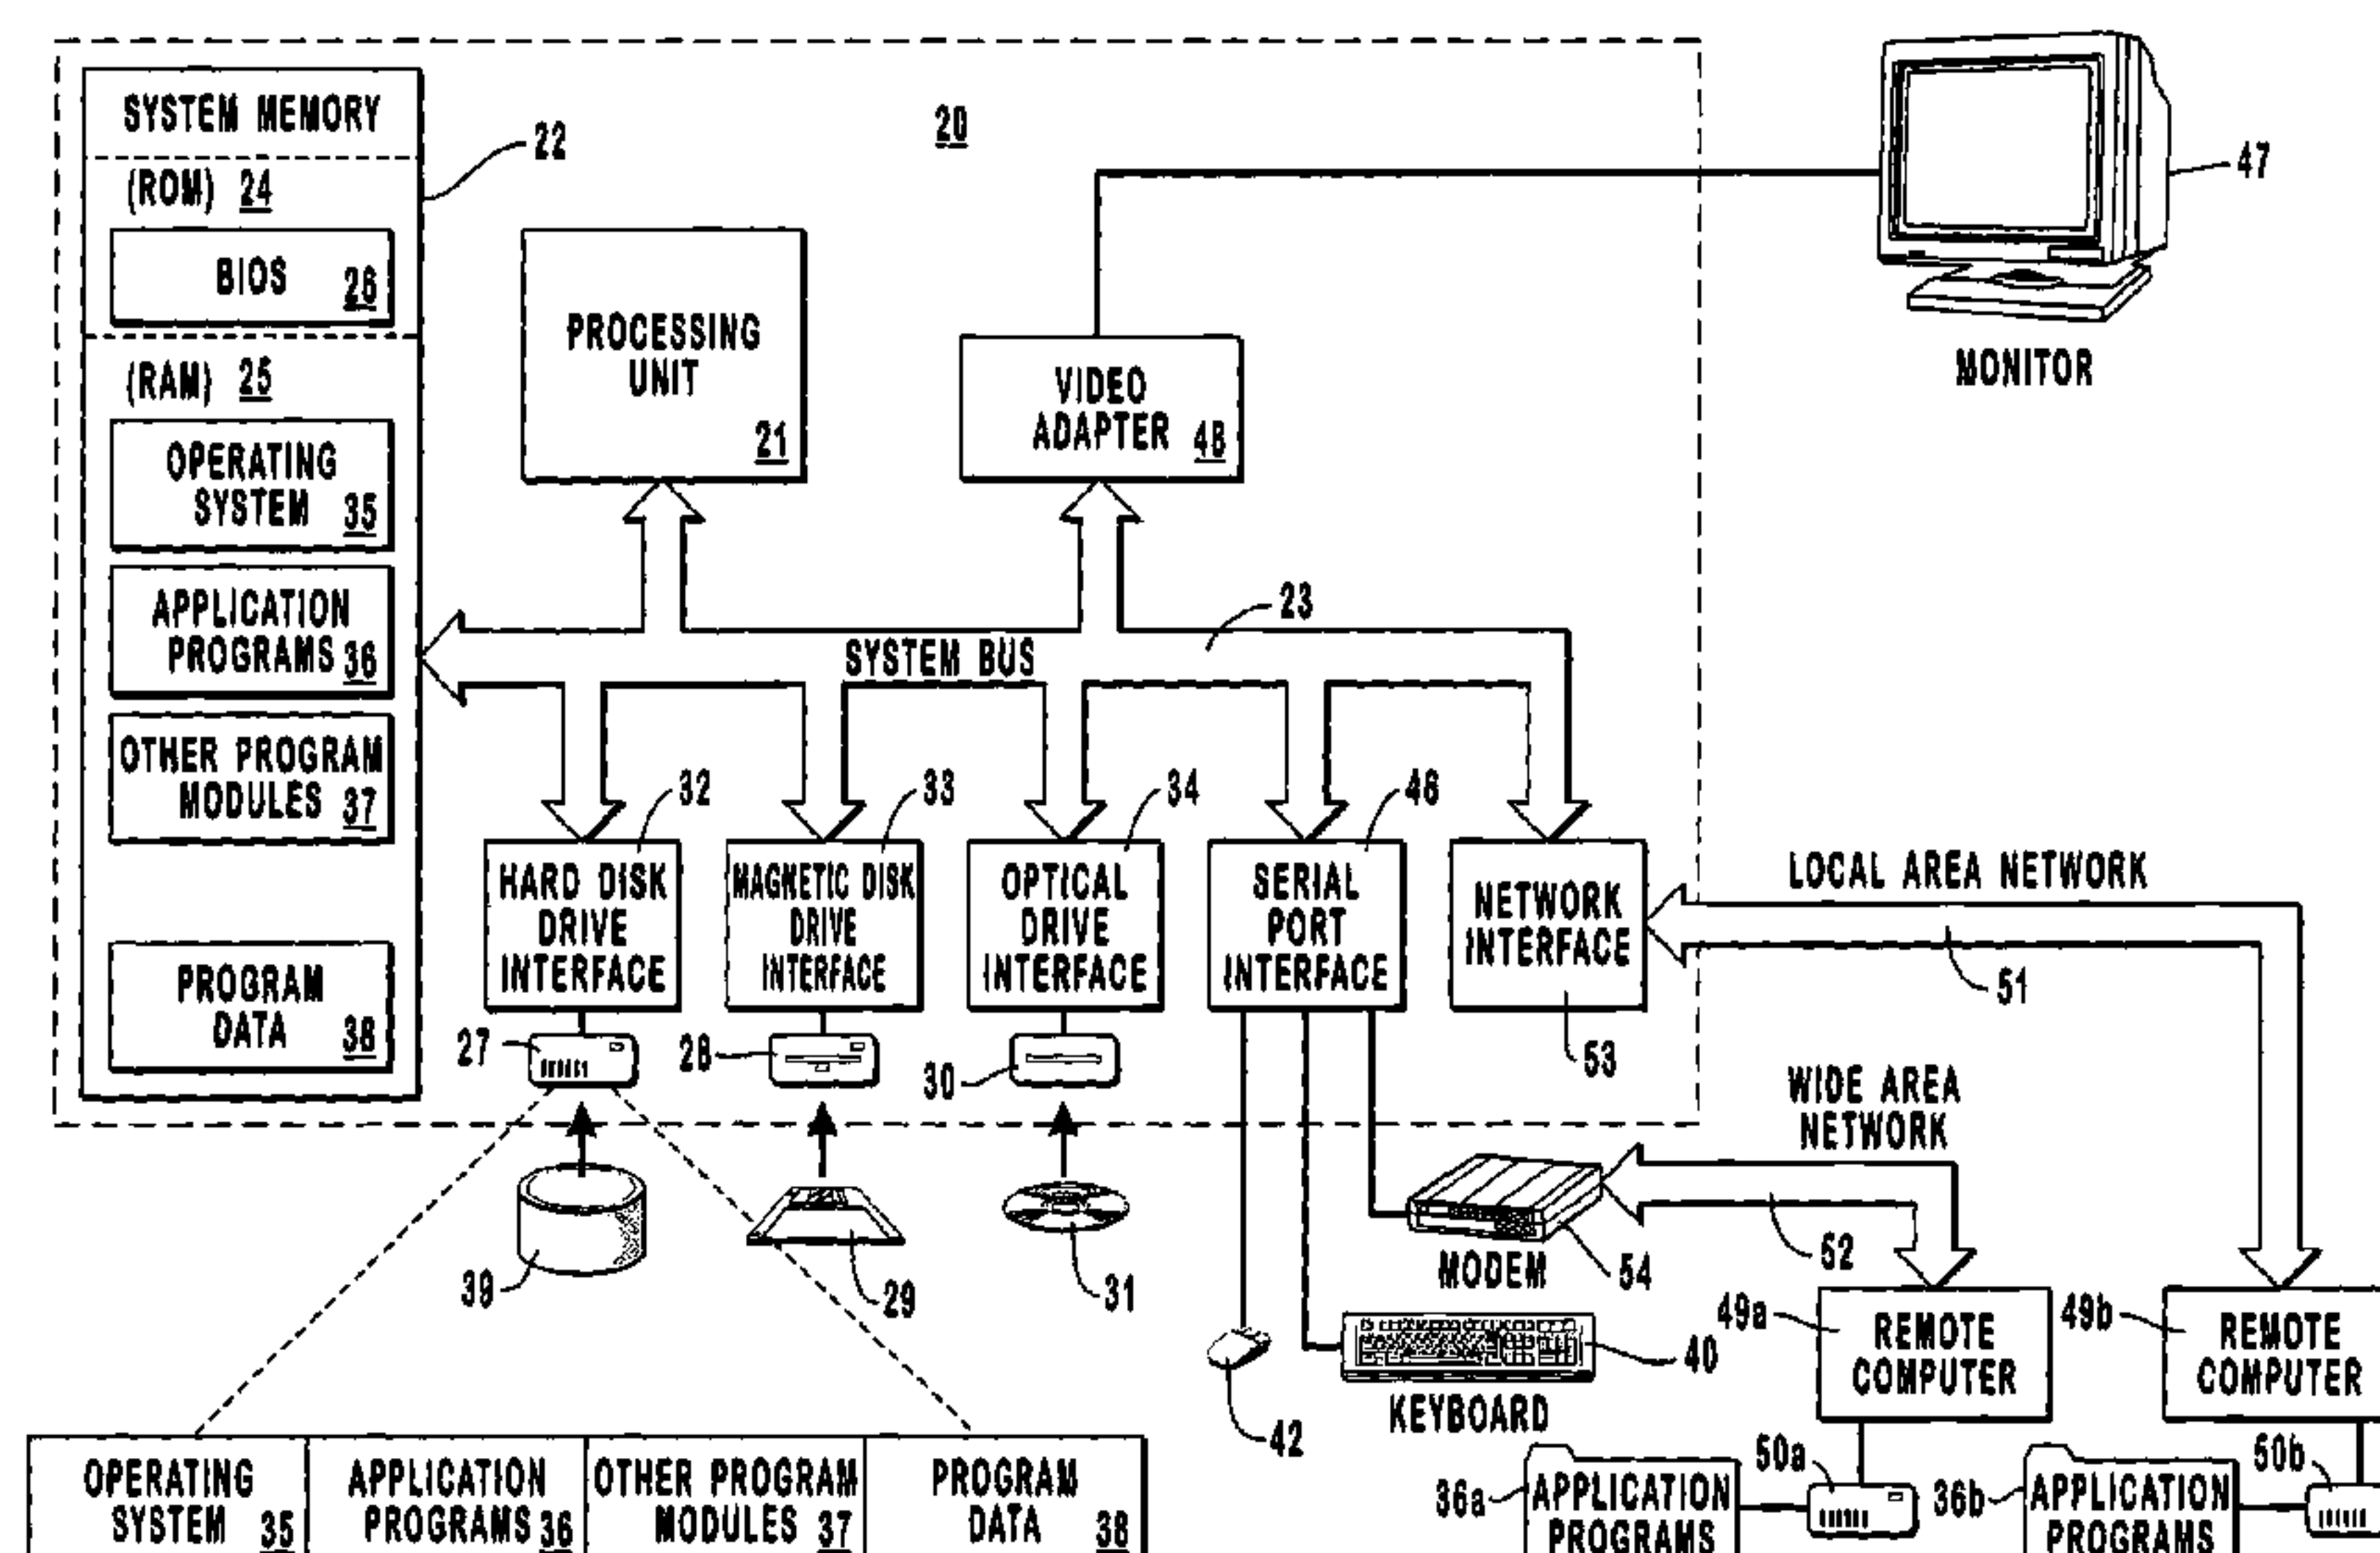 SYSTEM MEMORY
22
(ROM) 24
BIOS 26
(RAM) 25
OPERATING
SYSTEM 35
APPLICATION
PROGRAMS 36
OTHER PROGRAM
MODULES 37
PROGRAM
DATA 38
20
PROCESSING
UNIT
21
VIDEO
ADAPTER 48
47
MONITOR
23
SYSTEM BUS
32
HARD DISK
DRIVE
INTERFACE
33
MAGNETIC DISK
DRIVE
INTERFACE
34
OPTICAL
DRIVE
INTERFACE
46
SERIAL
PORT
INTERFACE
NETWORK
INTERFACE
53
LOCAL AREA NETWORK
51
27
28
30
WIDE AREA
NETWORK
52
39
29
31
MODEM
54
42
40
KEYBOARD
49a
REMOTE
COMPUTER
49b
REMOTE
COMPUTER
OPERATING
SYSTEM 35
APPLICATION
PROGRAMS 36
OTHER PROGRAM
MODULES 37
PROGRAM
DATA 38
50a
36a
APPLICATION
PROGRAMS
50b
36b
APPLICATION
PROGRAMS